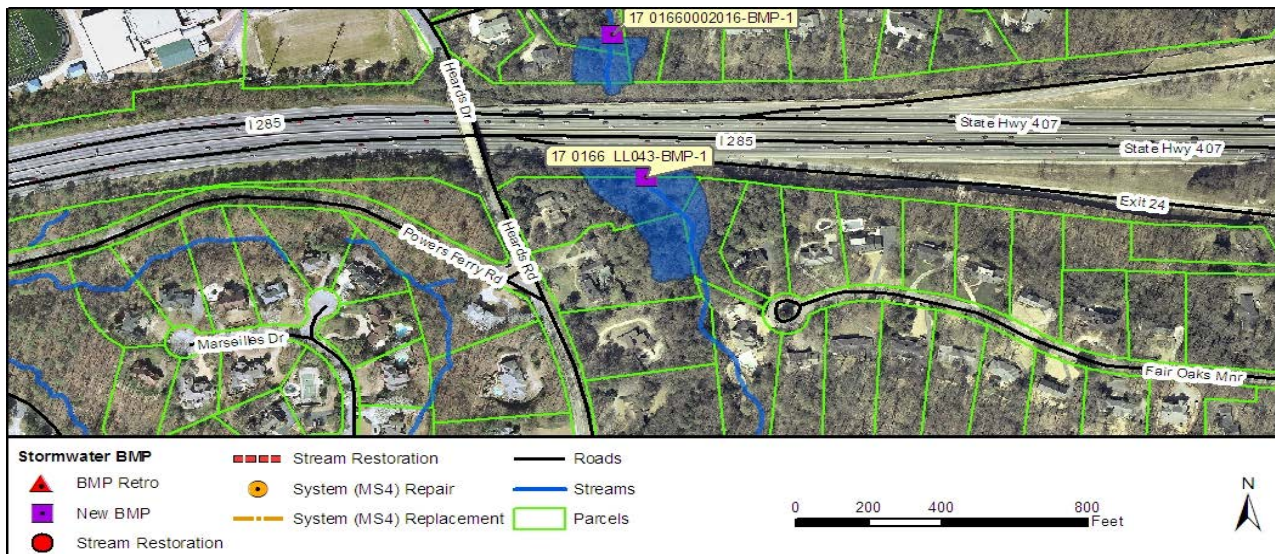 17 01660002016-BMP-1
Heards Dr
I 285
State Hwy 407
I 285
State Hwy 407
17 0166 LL043-BMP-1
Exit 24
Powers Ferry Rd
Heards Rd
Marseilles Dr
Fair Oaks Mnr
Stormwater BMP
BMP Retro
New BMP
Stream Restoration
Stream Restoration
System (MS4) Repair
System (MS4) Replacement
Roads
Streams
Parcels
0 200 400 800
Feet
N